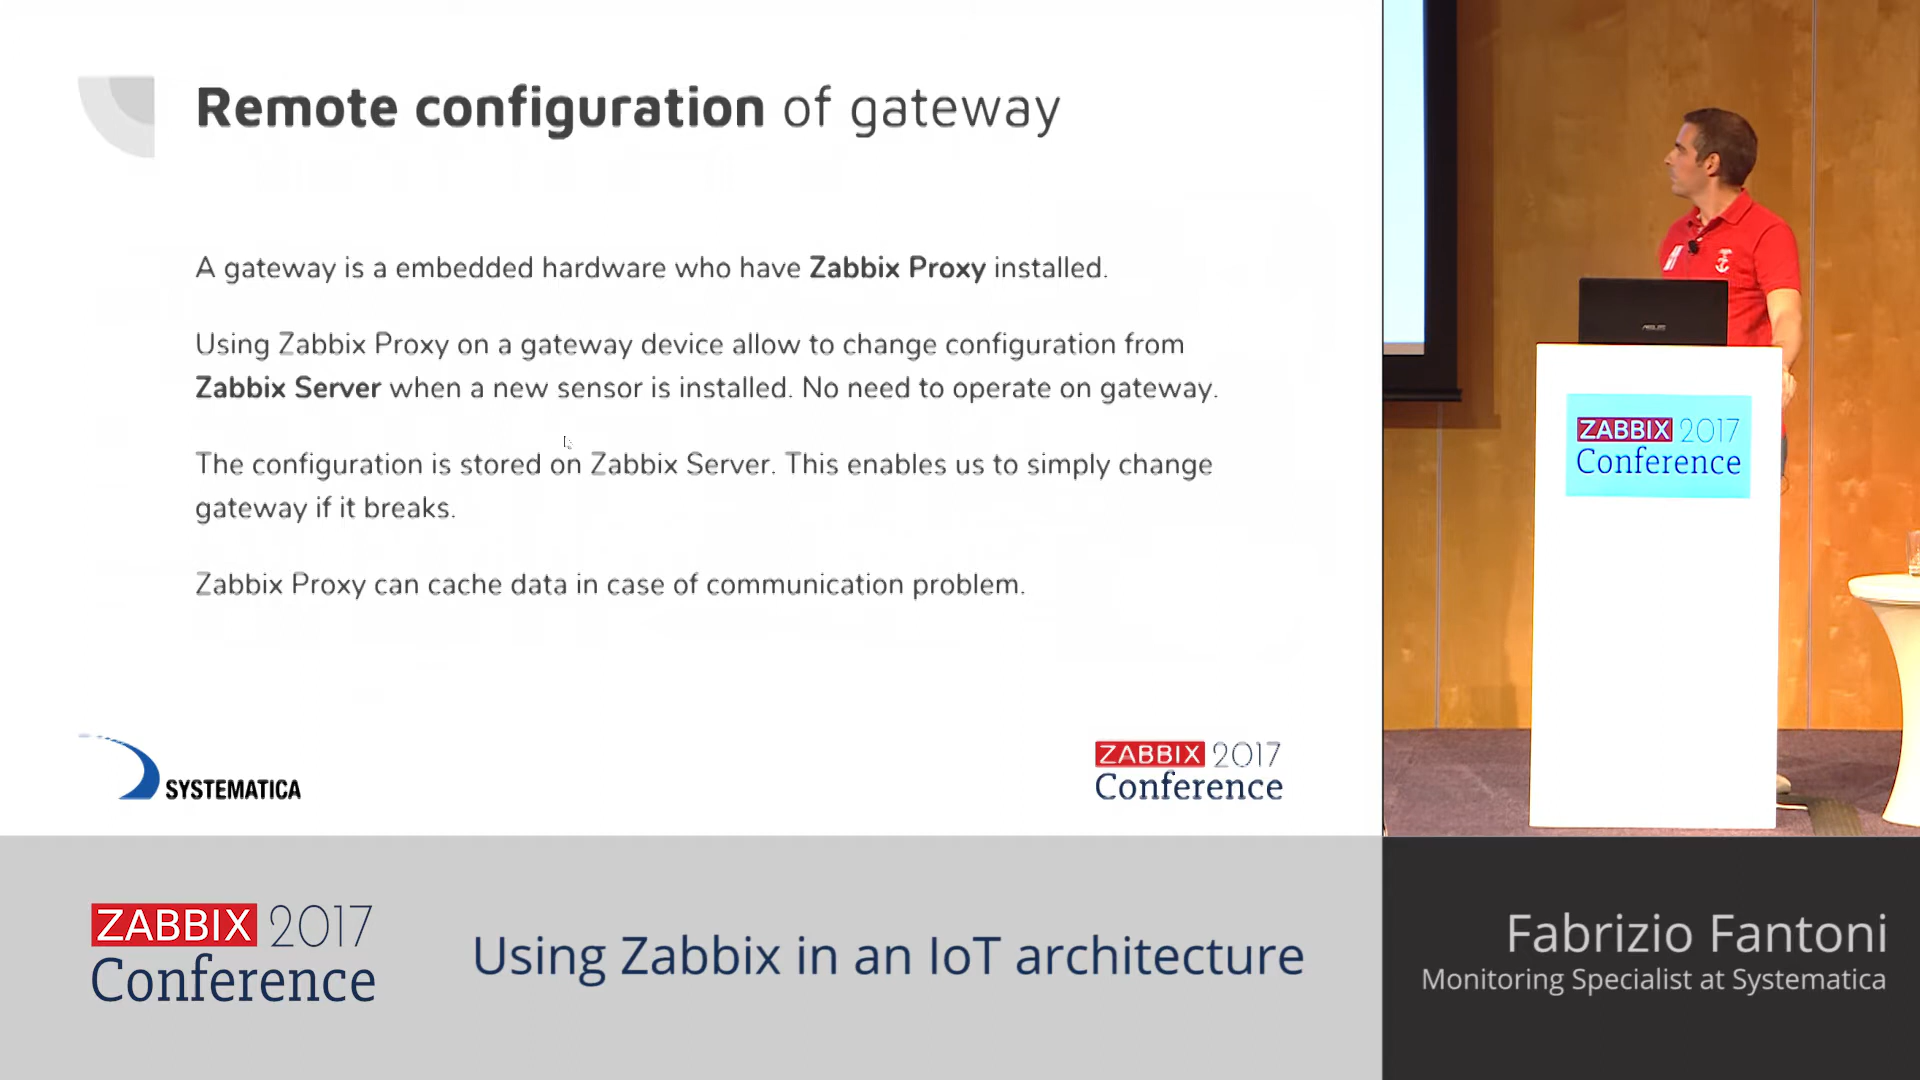 Remote configuration of gateway
A gateway is a embedded hardware who have Zabbix Proxy installed.
Using Zabbix Proxy on a gateway device allow to change configuration from
Zabbix Server when a new sensor is installed. No need to operate on gateway.
The configuration is stored on Zabbix Server. This enables us to simply change
gateway if it breaks.
Zabbix Proxy can cache data in case of communication problem.
SYSTEMATICA
ZABBIX 2017
Conference
ASUS
ZABBIX 2017
Conference
ZABBIX 2017
Conference
Using Zabbix in an IoT architecture
Fabrizio Fantoni
Monitoring Specialist at Systematica